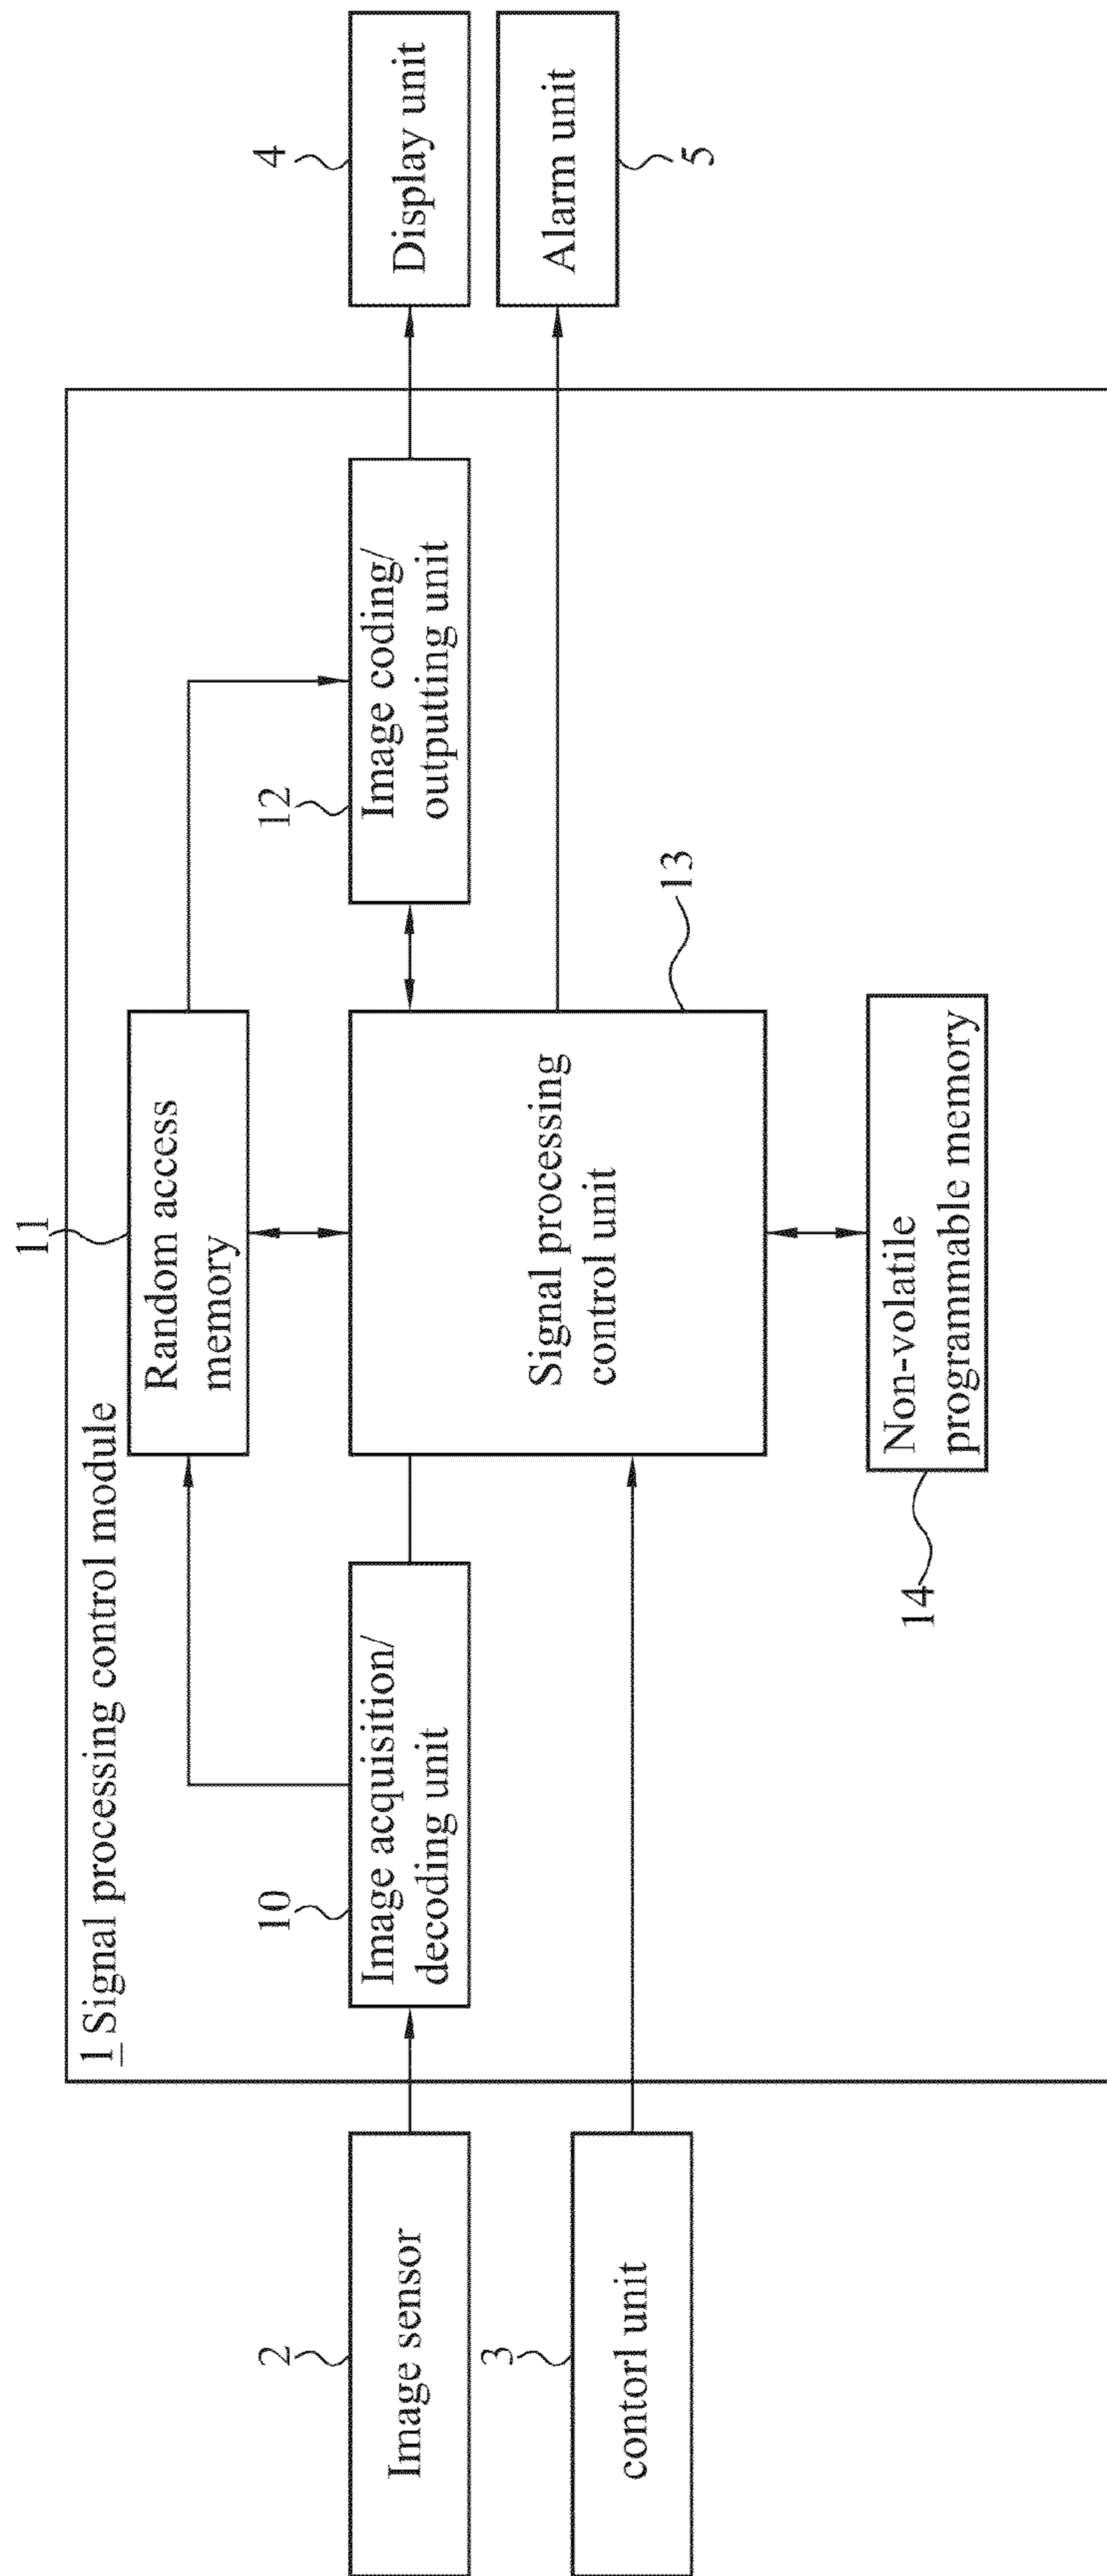 1 Signal processing control module
11
Random access
memory
2
Image sensor
10
Image acquisition/
decoding unit
12
Image coding/
outputting unit
4
Display unit
3
contorl unit
Signal processing
control unit
13
Alarm unit
5
14
Non-volatile
programmable memory